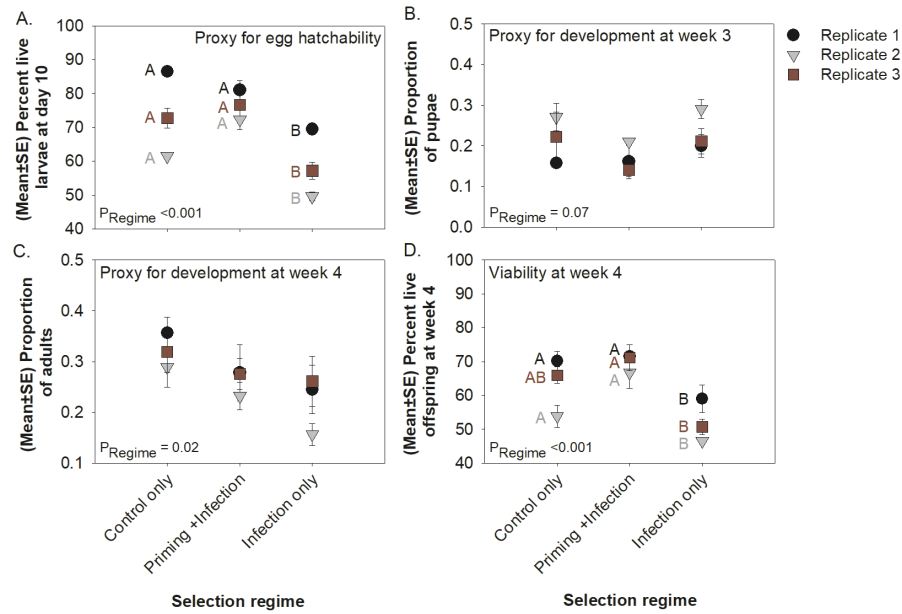 A.
(Mean±SE) Percent live
larvae at day 10
100
90
80
70
60
50
40
Proxy for egg hatchability
A
A
A
A
A
A
B
B
B
PRegime <0.001
B.
(Mean±SE) Proportion
of pupae
0.5
0.4
0.3
0.2
0.1
0.0
Proxy for development at week 3
PRegime = 0.07
Replicate 1
Replicate 2
Replicate 3
C.
(Mean±SE) Proportion
of adults
0.5
0.4
0.3
0.2
0.1
Proxy for development at week 4
PRegime = 0.02
Control only
Priming +Infection
Infection only
Selection regime
D.
(Mean±SE) Percent live
offspring at week 4
100
90
80
70
60
50
40
Viability at week 4
A
AB
A
A
A
A
B
B
B
PRegime <0.001
Control only
Priming +Infection
Infection only
Selection regime